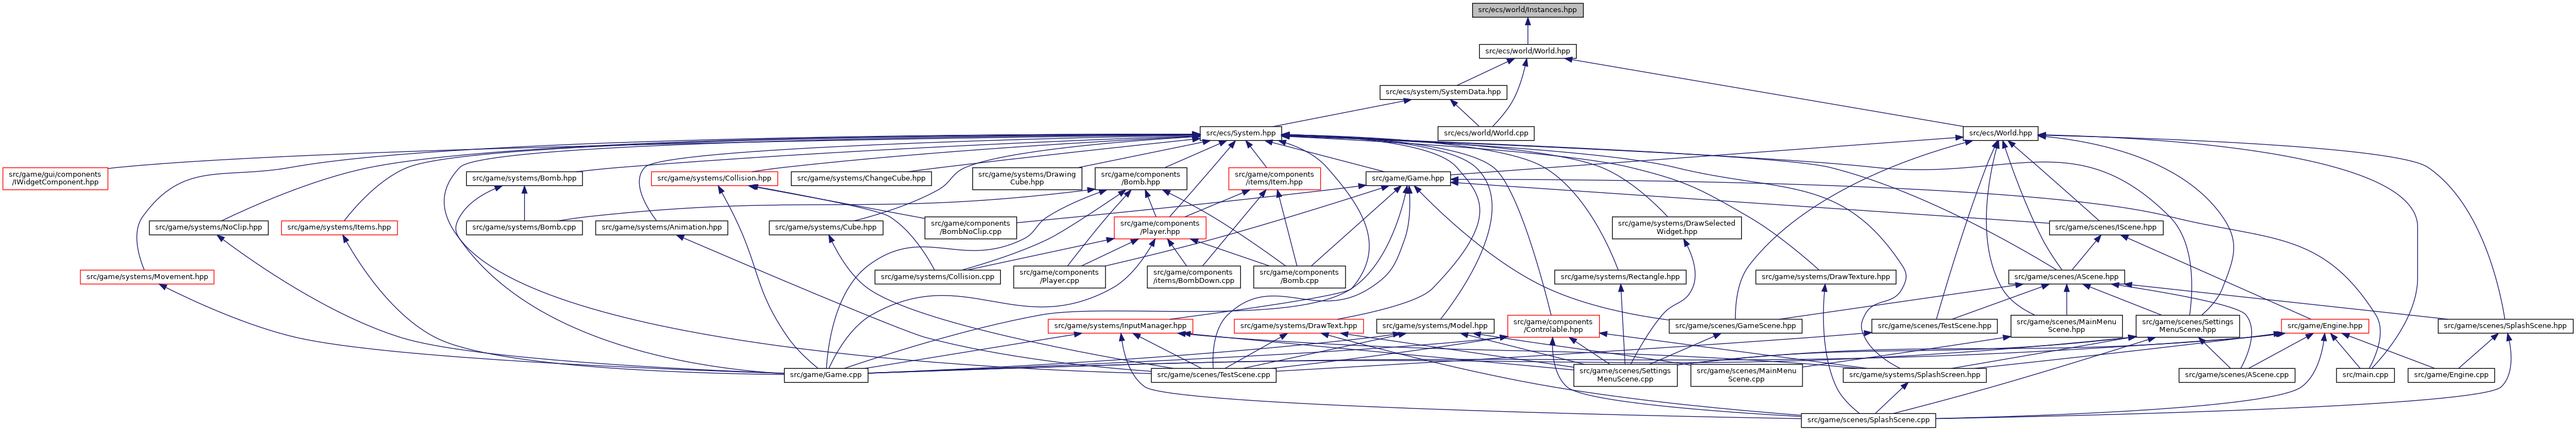 src/ecs/world/Instances.hpp
src/ecs/world/World.hpp
src/ecs/system/SystemData.hpp
src/ecs/System.hpp
src/ecs/world/World.cpp
src/ecs/World.hpp
src/game/gui/components
/IWidgetComponent.hpp
src/game/systems/Bomb.hpp
src/game/systems/Collision.hpp
src/game/systems/ChangeCube.hpp
src/game/systems/Drawing
Cube.hpp
src/game/components
/Bomb.hpp
src/game/components
items/Item.hpp
src/game/Game.hpp
src/game/systems/NoClip.hpp
src/game/systems/Items.hpp
src/game/systems/Bomb.cpp
src/game/systems/Animation.hpp
src/game/systems/Cube.hpp
src/game/components
/BombNoClip.cpp
src/game/components
/Player.hpp
src/game/systems/DrawSelected
Widget.hpp
src/game/scenes/IScene.hpp
src/game/systems/Movement.hpp
src/game/systems/Collision.cpp
src/game/components
/Player.cpp
src/game/components
/items/BombDown.cpp
src/game/components
/Bomb.cpp
src/game/systems/Rectangle.hpp
src/game/systems/DrawTexture.hpp
src/game/scenes/AScene.hpp
src/game/systems/InputManager.hpp
src/game/systems/DrawText.hpp
src/game/systems/Model.hpp
src/game/components
/Controlable.hpp
src/game/scenes/GameScene.hpp
src/game/scenes/TestScene.hpp
src/game/scenes/MainMenu
Scene.hpp
src/game/scenes/Settings
MenuScene.hpp
src/game/Engine.hpp
src/game/scenes/SplashScene.hpp
src/game/Game.cpp
src/game/scenes/TestScene.cpp
src/game/scenes/Settings
MenuScene.cpp
src/game/scenes/MainMenu
Scene.cpp
src/game/systems/SplashScreen.hpp
src/game/scenes/AScene.cpp
src/main.cpp
src/game/Engine.cpp
src/game/scenes/SplashScene.cpp